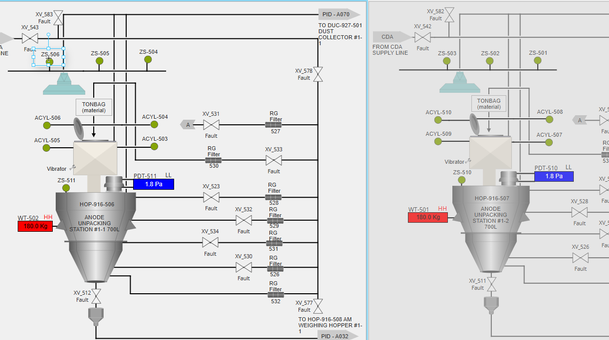 XV_583
Fault
PID - A070
XV_543
Fault
TO DUC-927-501
DUST
COLLECTOR #1-
1
LINE
ZS-506
ZS-505
ZS-504
XV_578
Fault
TONBAG
(material)
ACYL-506
ACYL-504
ACYL-505
ACYL-503
A
XV_531
Fault
RG
Filter
527
RG
Filter
530
XV_533
Fault
Vibrator
ZS-511
PDT-511
LL
1.8 Pa
HOP-916-506
ANODE
UNPACKING
STATION #1-1 700L
WT-502
HH
XV_523
Fault
RG
Filter
528
XV_532
Fault
RG
Filter
529
XV_534
Fault
RG
Filter
531
XV_530
Fault
RG
Filter
526
RG
Filter
532
XV_512
Fault
XV_577
Fault
TO HOP-916-508 AM
WEIGHING HOPPER #1-
1
PID - A032
XV_582
Fault
CDA
XV_542
Fault
FROM CDA
SUPPLY LINE
ZS-503
ZS-502
ZS-501
TONBAG
(material)
ACYL-510
ACYL-508
ACYL-509
ACYL-507
A
Vibrator
ZS-510
PDT-510
LL
1.8 Pa
HOP-916-507
ANODE
UNPACKING
STATION #1-2
700L
WT-501
HH
180.0 Kg
XV_528
Fault
XV_526
Fault
XV_511
Fault